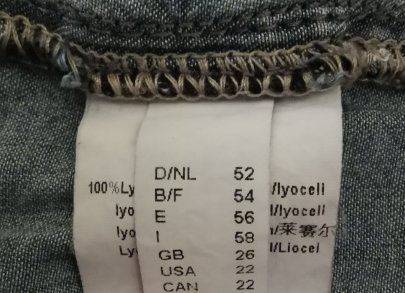 D/NL 52
100%Ly B/F 54 /lyocell
lyo E 56 l/lyocell
lyo I 58 /莱赛尔
Ly GB 26 l/Liocel
USA 22
CAN 22